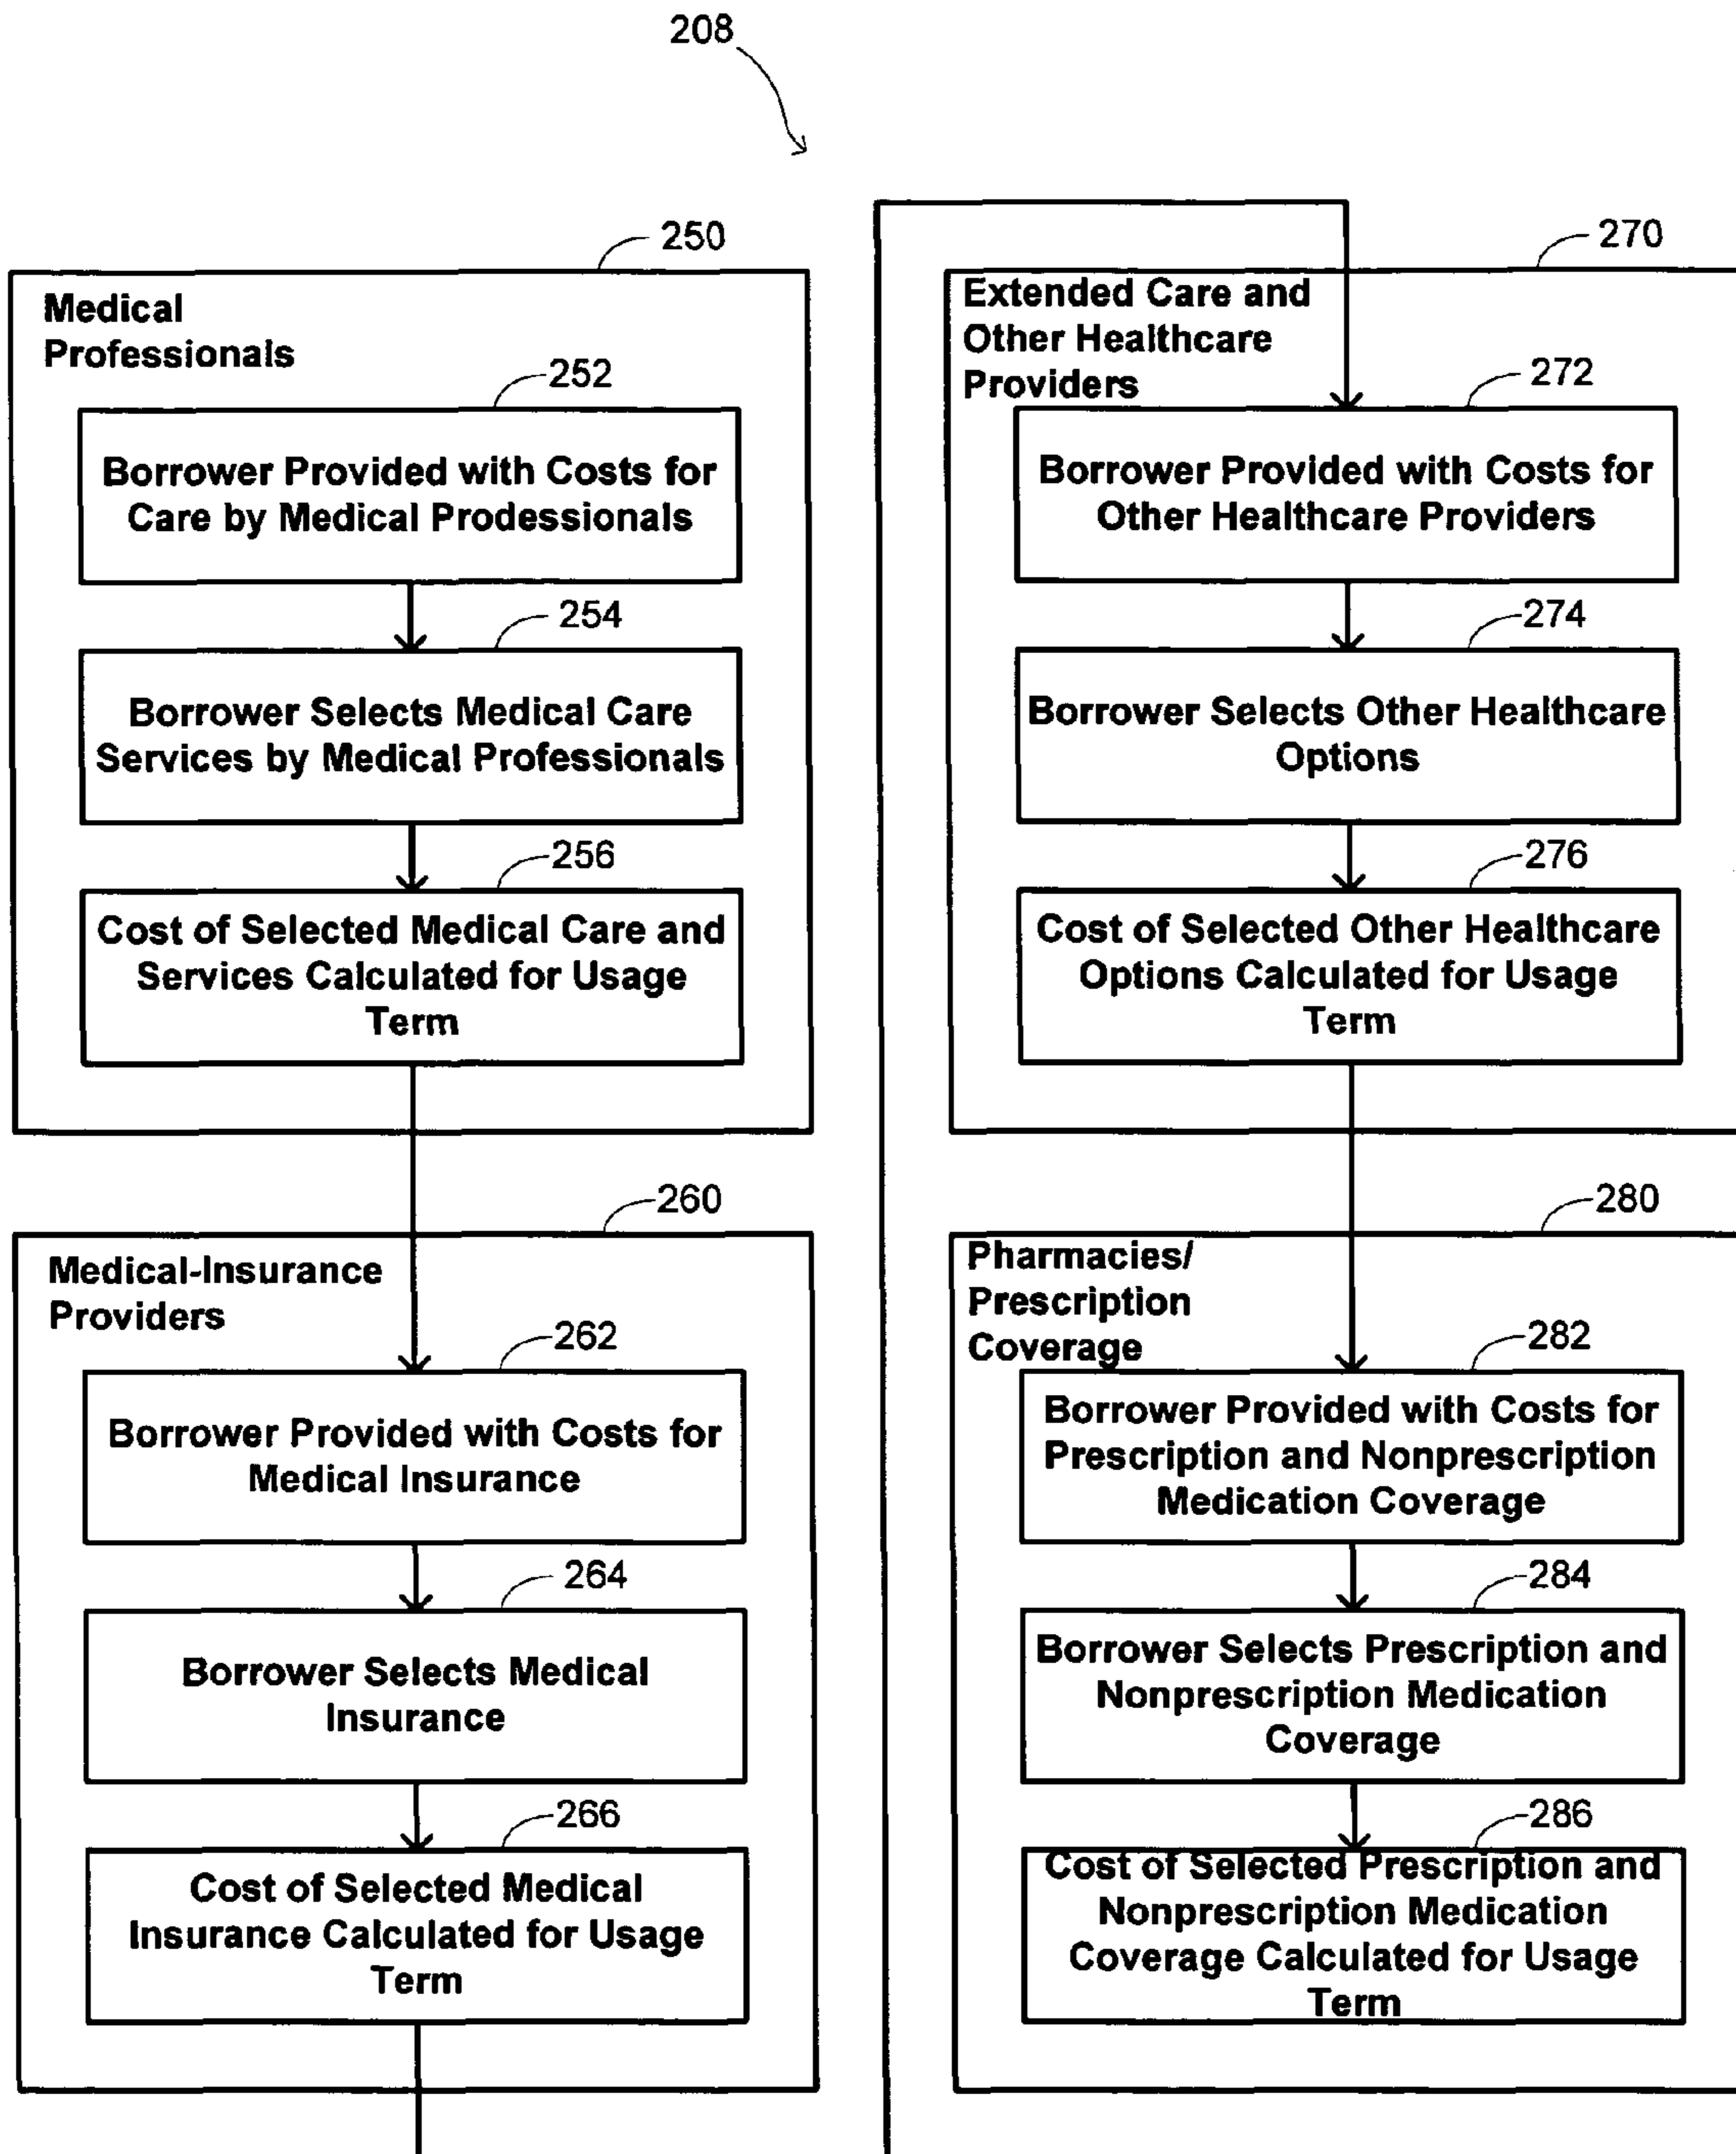 208
250
Medical
Professionals
252
Borrower Provided with Costs for
Care by Medical Prodessionals
254
Borrower Selects Medical Care
Services by Medical Professionals
256
Cost of Selected Medical Care and
Services Calculated for Usage
Term
260
Medical-Insurance
Providers
262
Borrower Provided with Costs for
Medical Insurance
264
Borrower Selects Medical
Insurance
266
Cost of Selected Medical
Insurance Calculated for Usage
Term
270
Extended Care and
Other Healthcare
Providers
272
Borrower Provided with Costs for
Other Healthcare Providers
274
Borrower Selects Other Healthcare
Options
276
Cost of Selected Other Healthcare
Options Calculated for Usage
Term
280
Pharmacies/
Prescription
Coverage
282
Borrower Provided with Costs for
Prescription and Nonprescription
Medication Coverage
284
Borrower Selects Prescription and
Nonprescription Medication
Coverage
286
Cost of Selected Prescription and
Nonprescription Medication
Coverage Calculated for Usage
Term